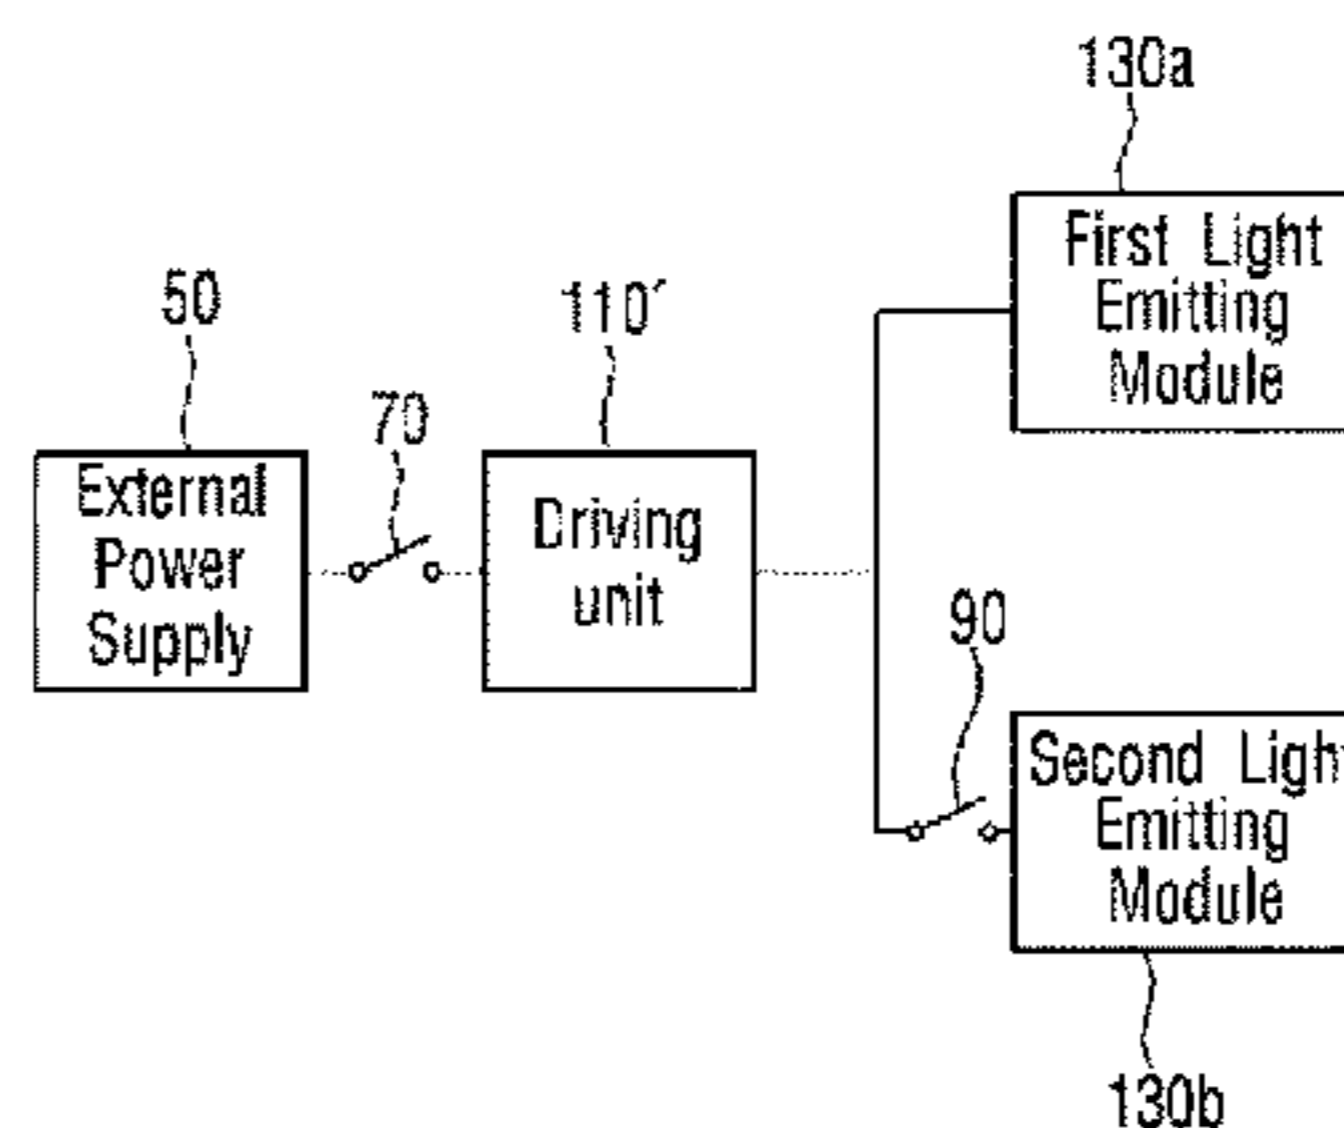 130a
First Light
Emitting
Module
50
110′
70
External
Power
Supply
Driving
unit
90
Second Light
Emitting
Module
130b